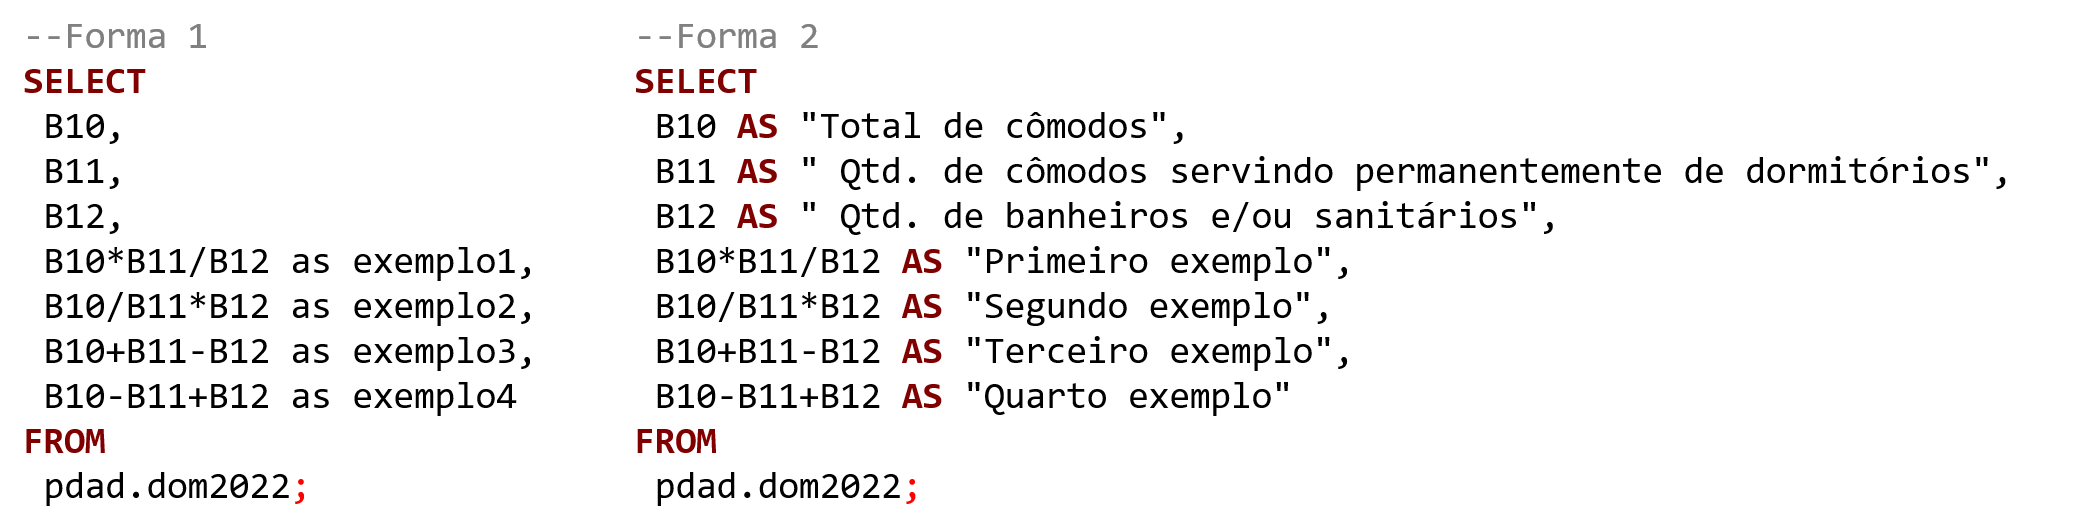 --Forma 1
SELECT
 B10,
 B11,
 B12,
 B10*B11/B12 as exemplo1,
 B10/B11*B12 as exemplo2,
 B10+B11-B12 as exemplo3,
 B10-B11+B12 as exemplo4
FROM
 pdad.dom2022;
--Forma 2
SELECT
 B10 AS "Total de cômodos",
 B11 AS " Qtd. de cômodos servindo permanentemente de dormitórios",
 B12 AS " Qtd. de banheiros e/ou sanitários",
 B10*B11/B12 AS "Primeiro exemplo",
 B10/B11*B12 AS "Segundo exemplo",
 B10+B11-B12 AS "Terceiro exemplo",
 B10-B11+B12 AS "Quarto exemplo"
FROM
 pdad.dom2022;